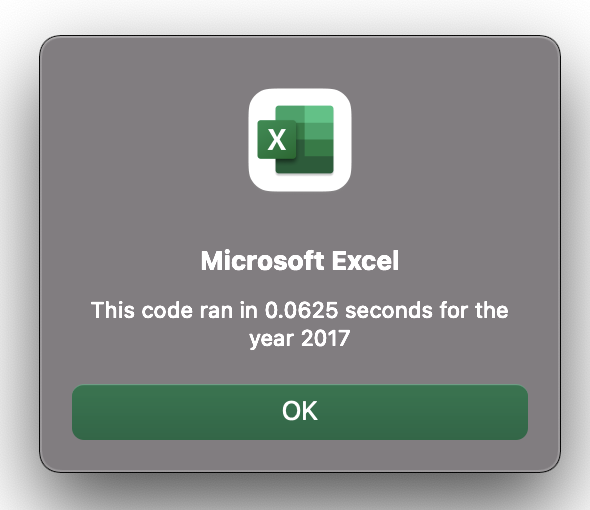 X
Microsoft Excel
This code ran in 0.0625 seconds for the
year 2017
OK